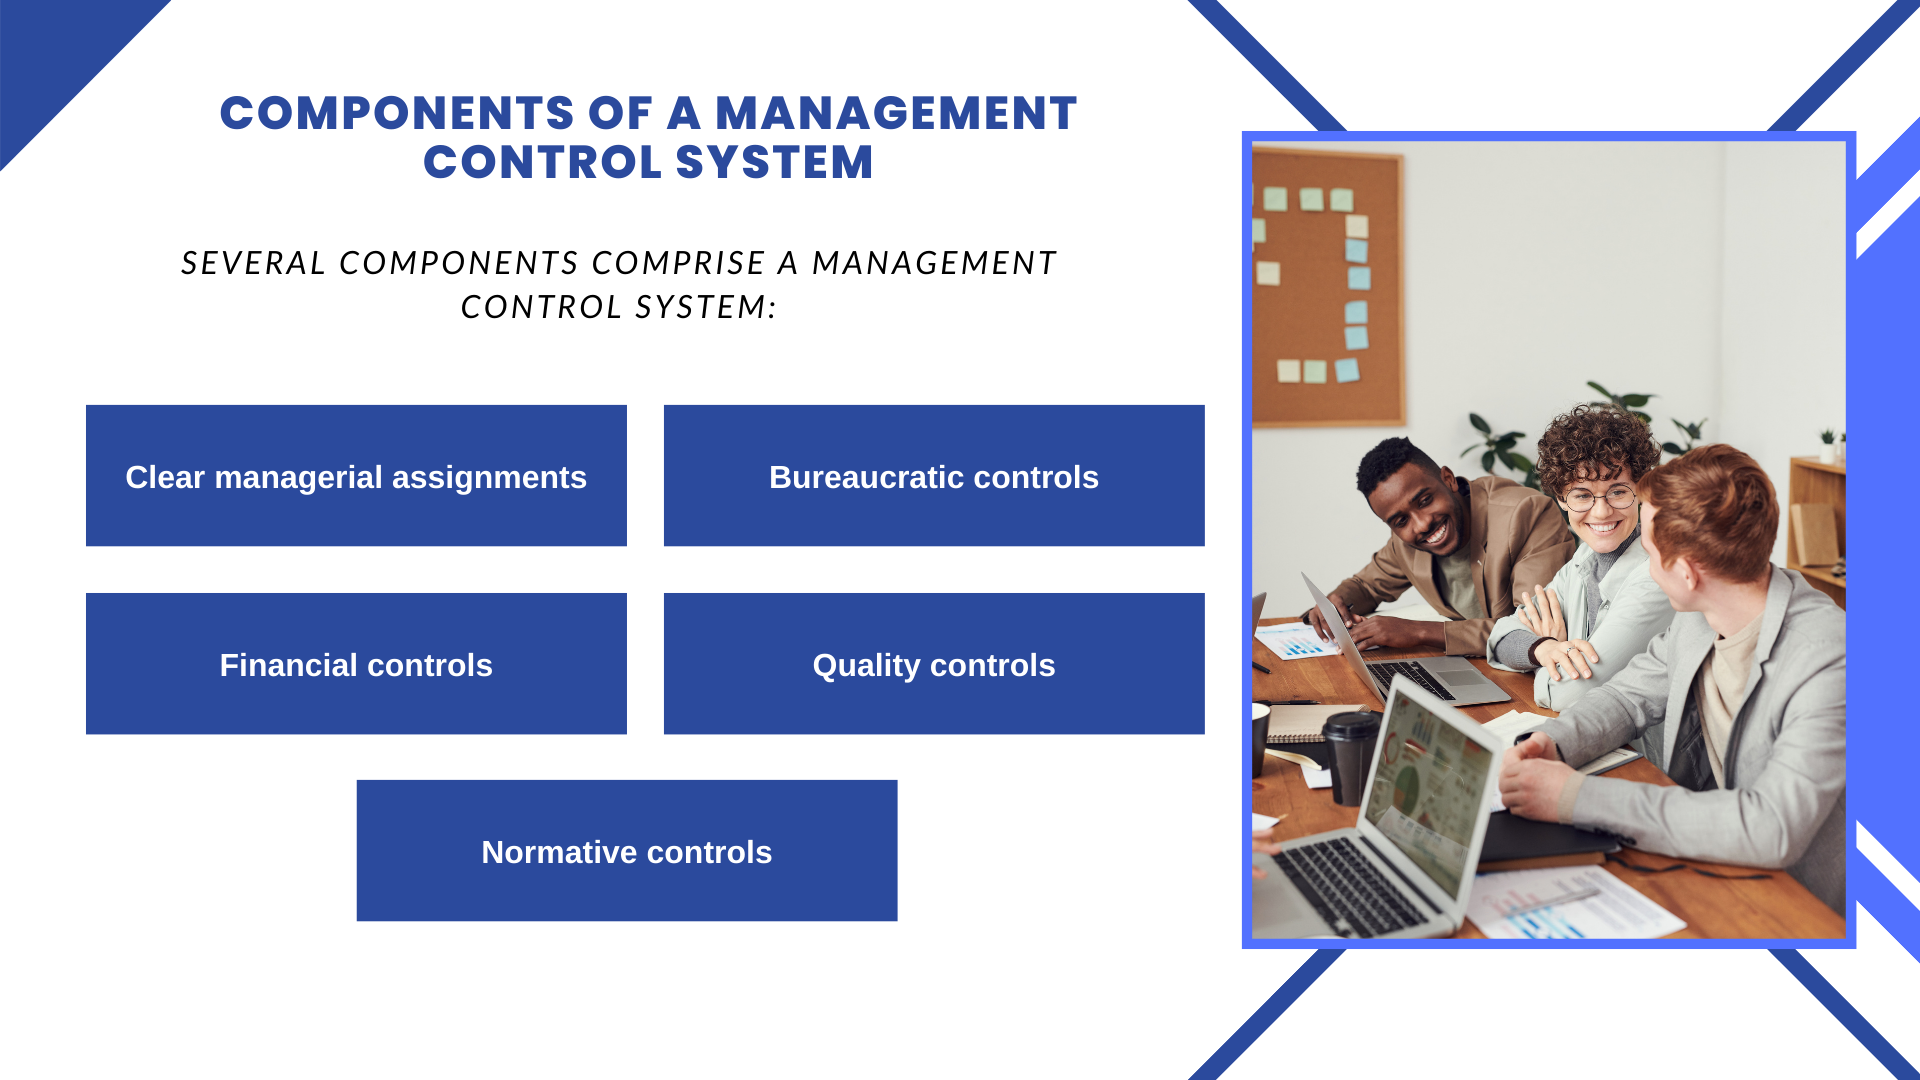 COMPONENTS OF A MANAGEMENT
CONTROL SYSTEM
SEVERAL COMPONENTS COMPRISE A MANAGEMENT
CONTROL SYSTEM:
Clear managerial assignments
Bureaucratic controls
Financial controls
Quality controls
Normative controls